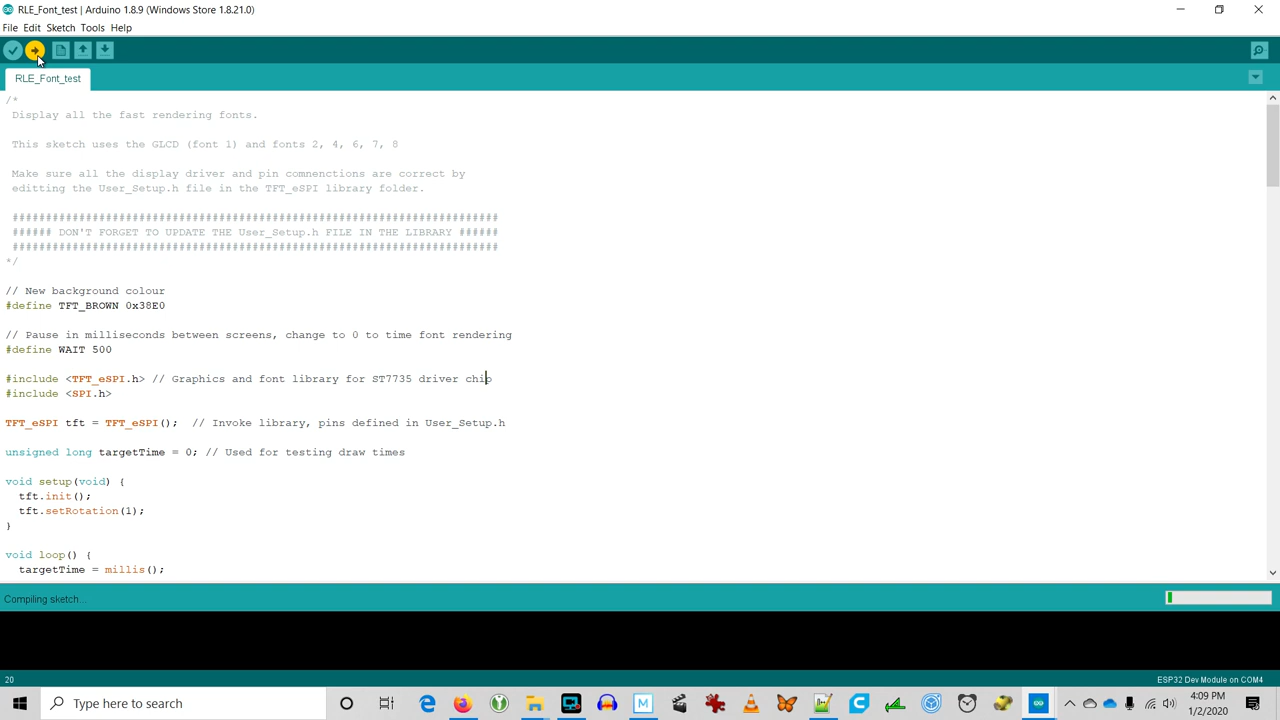 RLE_Font_test | Arduino 1.8.9 (Windows Store 1.8.21.0)
File Edit Sketch Tools Help
RLE_Font_test
/*
Display all the fast rendering fonts.
This sketch uses the GLCD (font 1) and fonts 2, 4, 6, 7, 8
Make sure all the display driver and pin comnenctions are correct by
editting the User_Setup.h file in the TFT_eSPI library folder.
#########################################################################
###### DON'T FORGET TO UPDATE THE User_Setup.h FILE IN THE LIBRARY ######
#########################################################################
*/
// New background colour
#define TFT_BROWN 0x38E0
// Pause in milliseconds between screens, change to 0 to time font rendering
#define WAIT 500
#include <TFT_eSPI.h> // Graphics and font library for ST7735 driver chip
#include <SPI.h>
TFT_eSPI tft = TFT_eSPI();  // Invoke library, pins defined in User_Setup.h
unsigned long targetTime = 0; // Used for testing draw times
void setup(void) {
  tft.init();
  tft.setRotation(1);
}
void loop() {
  targetTime = millis();
Compiling sketch...
20 ESP32 Dev Module on COM4
Type here to search
M
4:09 PM
1/2/2020